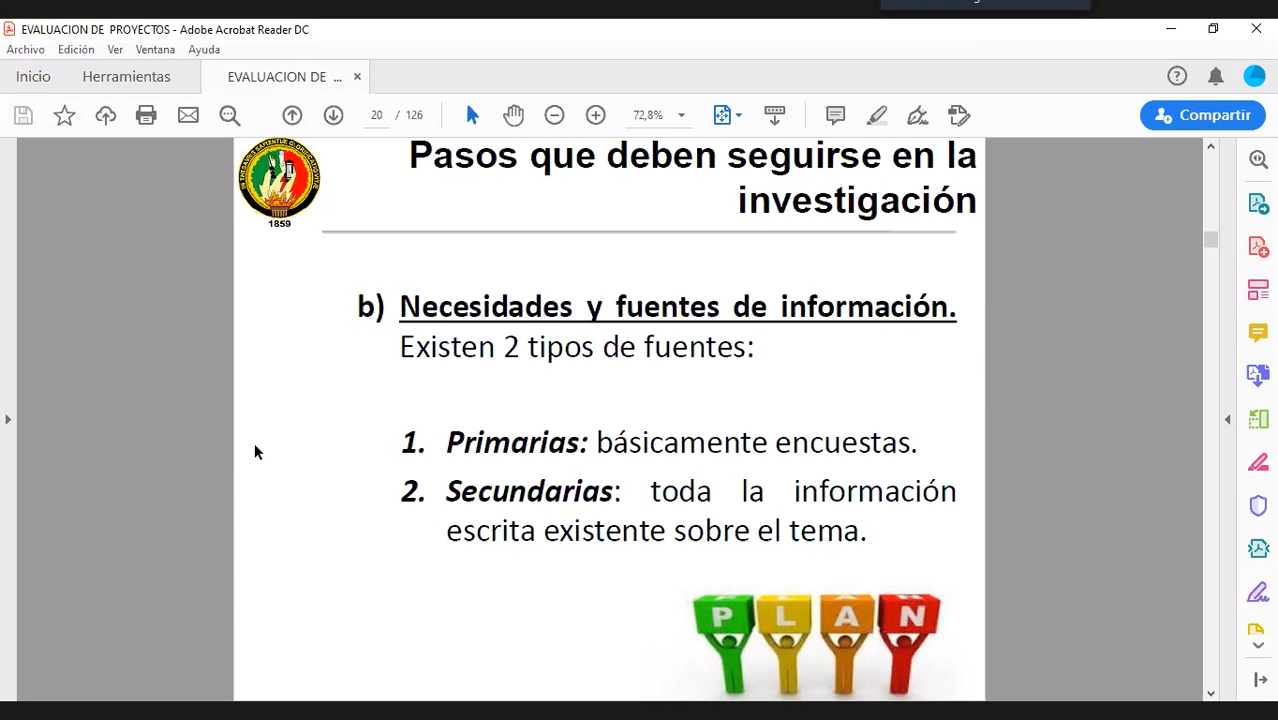 EVALUACION DE PROYECTOS - Adobe Acrobat Reader DC
Archivo Edición Ver Ventana Ayuda
Inicio Herramientas EVALUACION DE ... ×
20 / 126 72,8% Compartir
Pasos que deben seguirse en la
investigación
1859
b) Necesidades y fuentes de información.
Existen 2 tipos de fuentes:
1. Primarias: básicamente encuestas.
2. Secundarias: toda la información
escrita existente sobre el tema.
P L A N